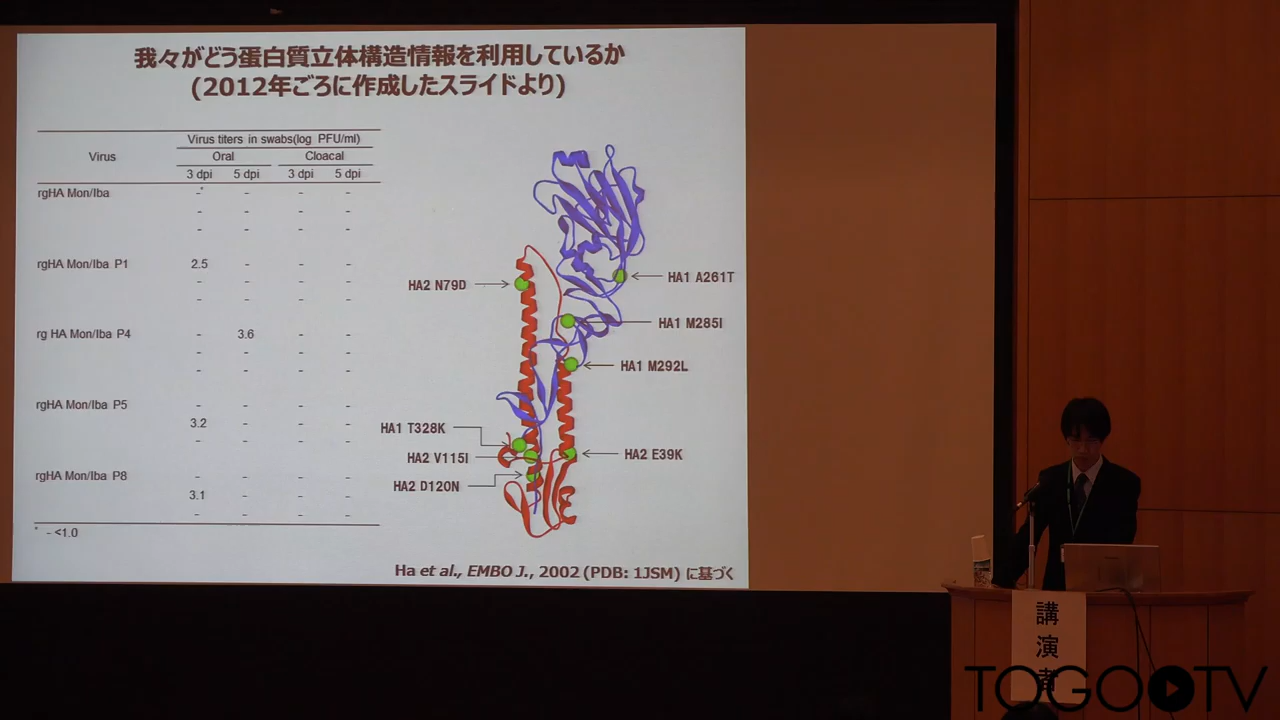 我々がどう蛋白質立体構造情報を利用しているか
(2012年ごろに作成したスライドより)
Virus titers in swabs(log PFU/ml)
Virus Oral Cloacal
3 dpi 5 dpi 3 dpi 5 dpi
rgHA Mon/Iba -* - - -
- - - -
- - - -
rgHA Mon/Iba P1 2.5 - - -
- - - -
- - - -
rg HA Mon/Iba P4 - 3.6 - -
- - - -
- - - -
rgHA Mon/Iba P5 - - - -
3.2 - - -
- - - -
rgHA Mon/Iba P8 - - - -
3.1 - - -
- - - -
* - <1.0
HA2 N79D
HA1 A261T
HA1 M285I
HA1 M292L
HA1 T328K
HA2 V115I
HA2 E39K
HA2 D120N
Ha et al., EMBO J., 2002 (PDB: 1JSM) に基づく
講
演
者
TOGOTV